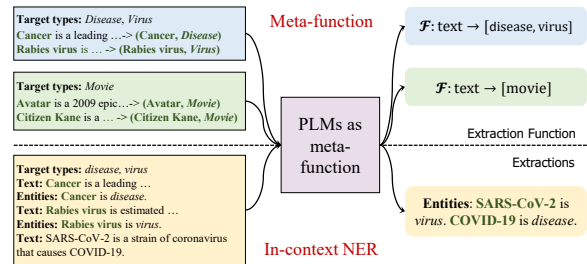 Meta-function
Target types: Disease, Virus
Cancer is a leading ...-> (Cancer, Disease)
Rabies virus is ... -> (Rabies virus, Virus)
Target types: Movie
Avatar is a 2009 epic...-> (Avatar, Movie)
Citizen Kane is a ... -> (Citizen Kane, Movie)
Target types: disease, virus
Text: Cancer is a leading ...
Entities: Cancer is disease.
Text: Rabies virus is estimated ...
Entities: Rabies virus is virus.
Text: SARS-CoV-2 is a strain of coronavirus
that causes COVID-19.
In-context NER
PLMs as
meta-
function
𝓕: text → [disease, virus]
𝓕: text → [movie]
Extraction Function
Extractions
Entities: SARS-CoV-2 is
virus. COVID-19 is disease.